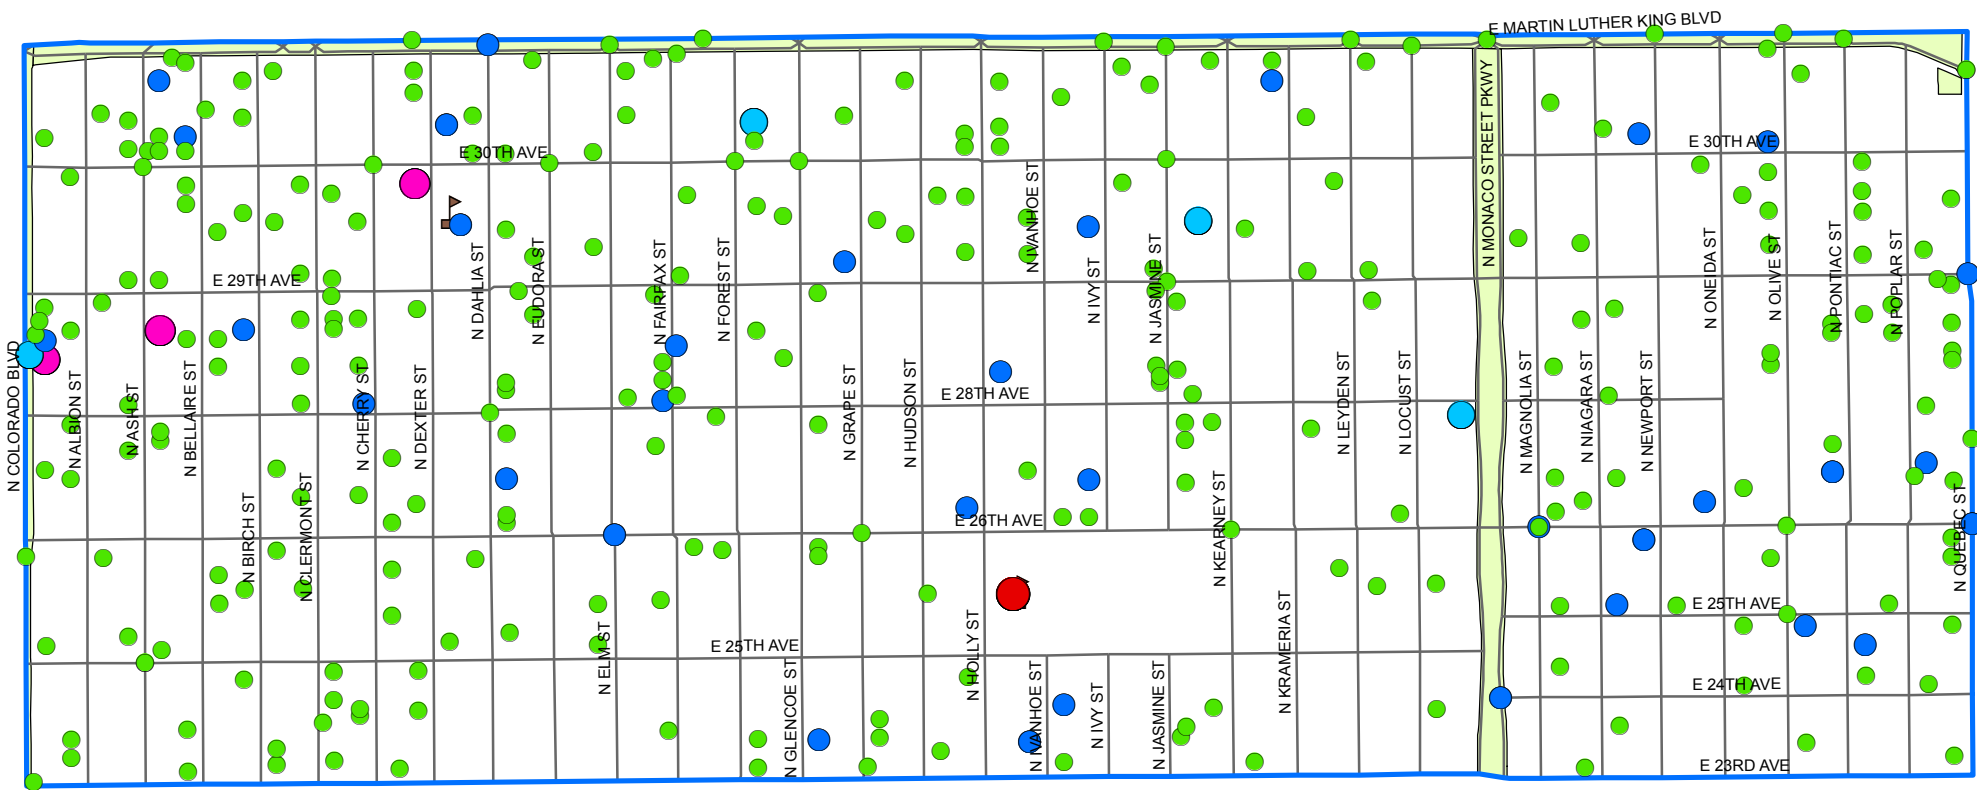 E MARTIN LUTHER KING BLVD
E 30TH AVE
E 30TH AVE
N MONACO STREET PKWY
N IVANHOE ST
E 29TH AVE
N DAHLIA ST
N EUDORA ST
N FAIRFAX ST
N FOREST ST
N IVY ST
N JASMINE ST
N ONEIDA ST
N OLIVE ST
N PONTIAC ST
N POPLAR ST
N COLORADO BLVD
N ALBION ST
N ASH ST
N BELLAIRE ST
N CHERRY ST
N DEXTER ST
N GRAPE ST
N HUDSON ST
E 28TH AVE
N LEYDEN ST
N LOCUST ST
N MAGNOLIA ST
N NIAGARA ST
N NEWPORT ST
N BIRCH ST
N CLERMONT ST
E 26TH AVE
N KEARNEY ST
N QUEBEC ST
N ELM ST
E 25TH AVE
N HOLLY ST
N KRAMERIA ST
E 25TH AVE
N GLENCOE ST
N IVANHOE ST
N IVY ST
N JASMINE ST
E 24TH AVE
E 23RD AVE